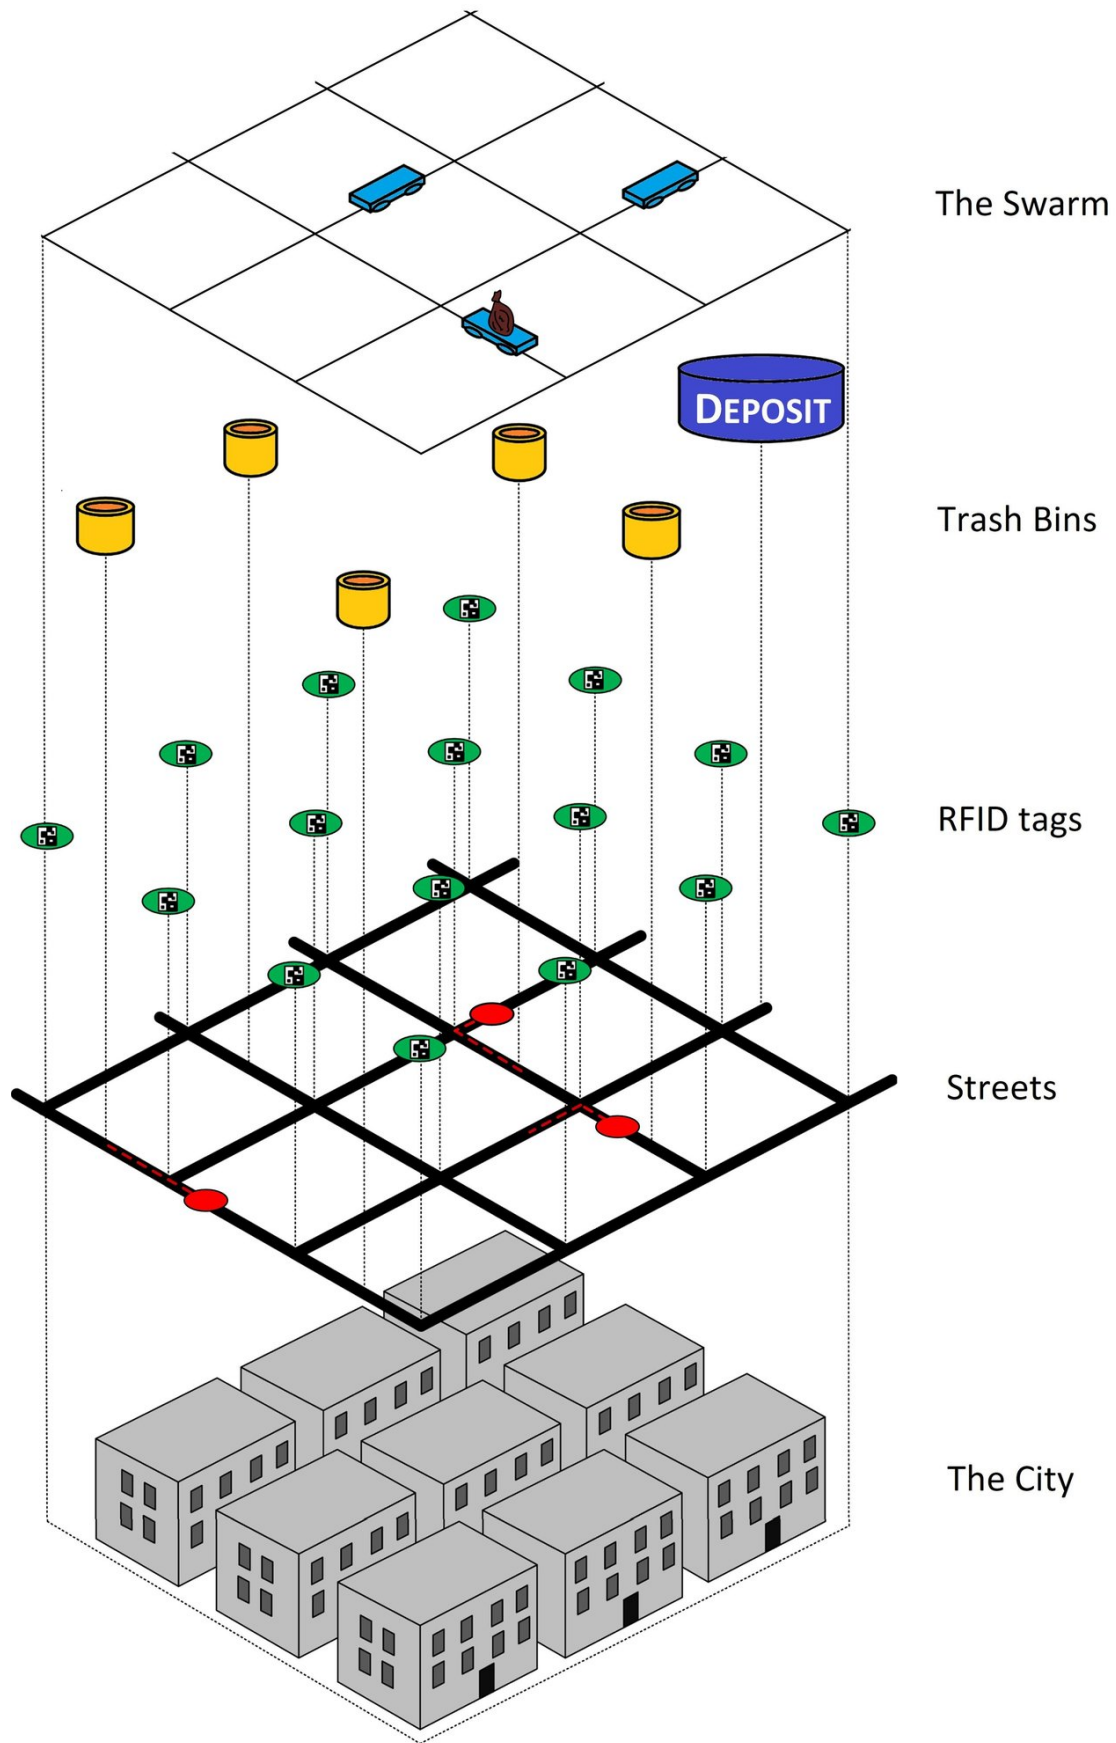 The Swarm
DEPOSIT
Trash Bins
RFID tags
Streets
The City